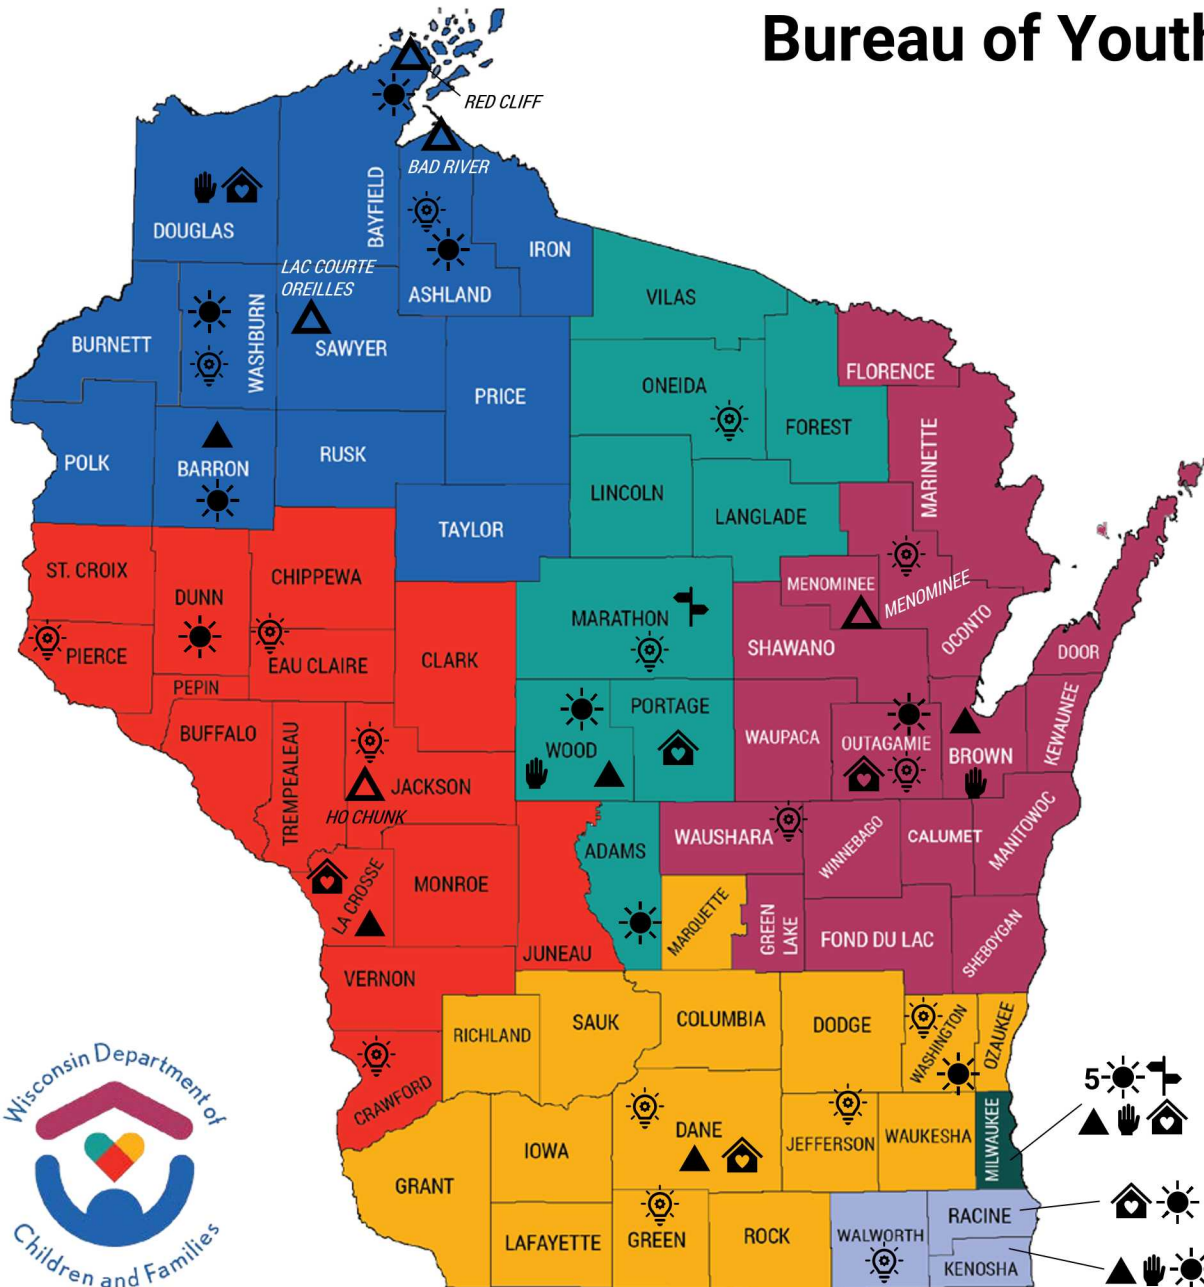 Bureau of Youth
RED CLIFF
BAD RIVER
DOUGLAS
BAYFIELD
IRON
LAC COURTE
OREILLES
ASHLAND
VILAS
BURNETT
WASHBURN
SAWYER
FLORENCE
PRICE
ONEIDA
FOREST
POLK
BARRON
RUSK
MARINETTE
LINCOLN
LANGLADE
TAYLOR
ST. CROIX
CHIPPEWA
MENOMINEE
MENOMINEE
DUNN
MARATHON
OCONTO
PIERCE
EAU CLAIRE
CLARK
SHAWANO
DOOR
PEPIN
PORTAGE
KEWAUNEE
BUFFALO
WOOD
WAUPACA
OUTAGAMIE
BROWN
TREMPEALEAU
JACKSON
HO CHUNK
WAUSHARA
WINNEBAGO
CALUMET
MANITOWOC
ADAMS
LA CROSSE
MONROE
MARQUETTE
GREEN
LAKE
FOND DU LAC
SHEBOYGAN
JUNEAU
VERNON
RICHLAND
SAUK
COLUMBIA
DODGE
WASHINGTON
OZAUKEE
Wisconsin Department of
Children and Families
CRAWFORD
5
DANE
JEFFERSON
WAUKESHA
MILWAUKEE
IOWA
GRANT
LAFAYETTE
GREEN
ROCK
WALWORTH
RACINE
KENOSHA